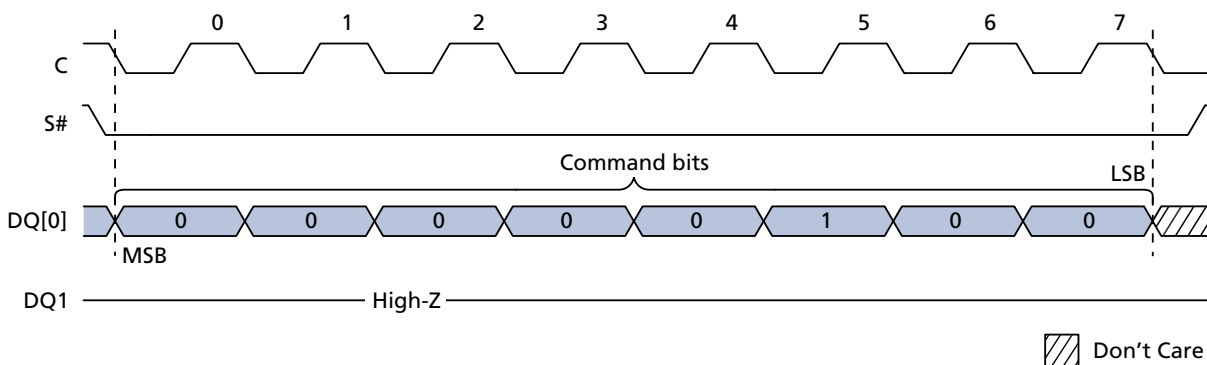 0 1 2 3 4 5 6 7
C
S#
Command bits
LSB
DQ[0] 0 0 0 0 0 1 0 0
MSB
DQ1 High-Z
Don't Care